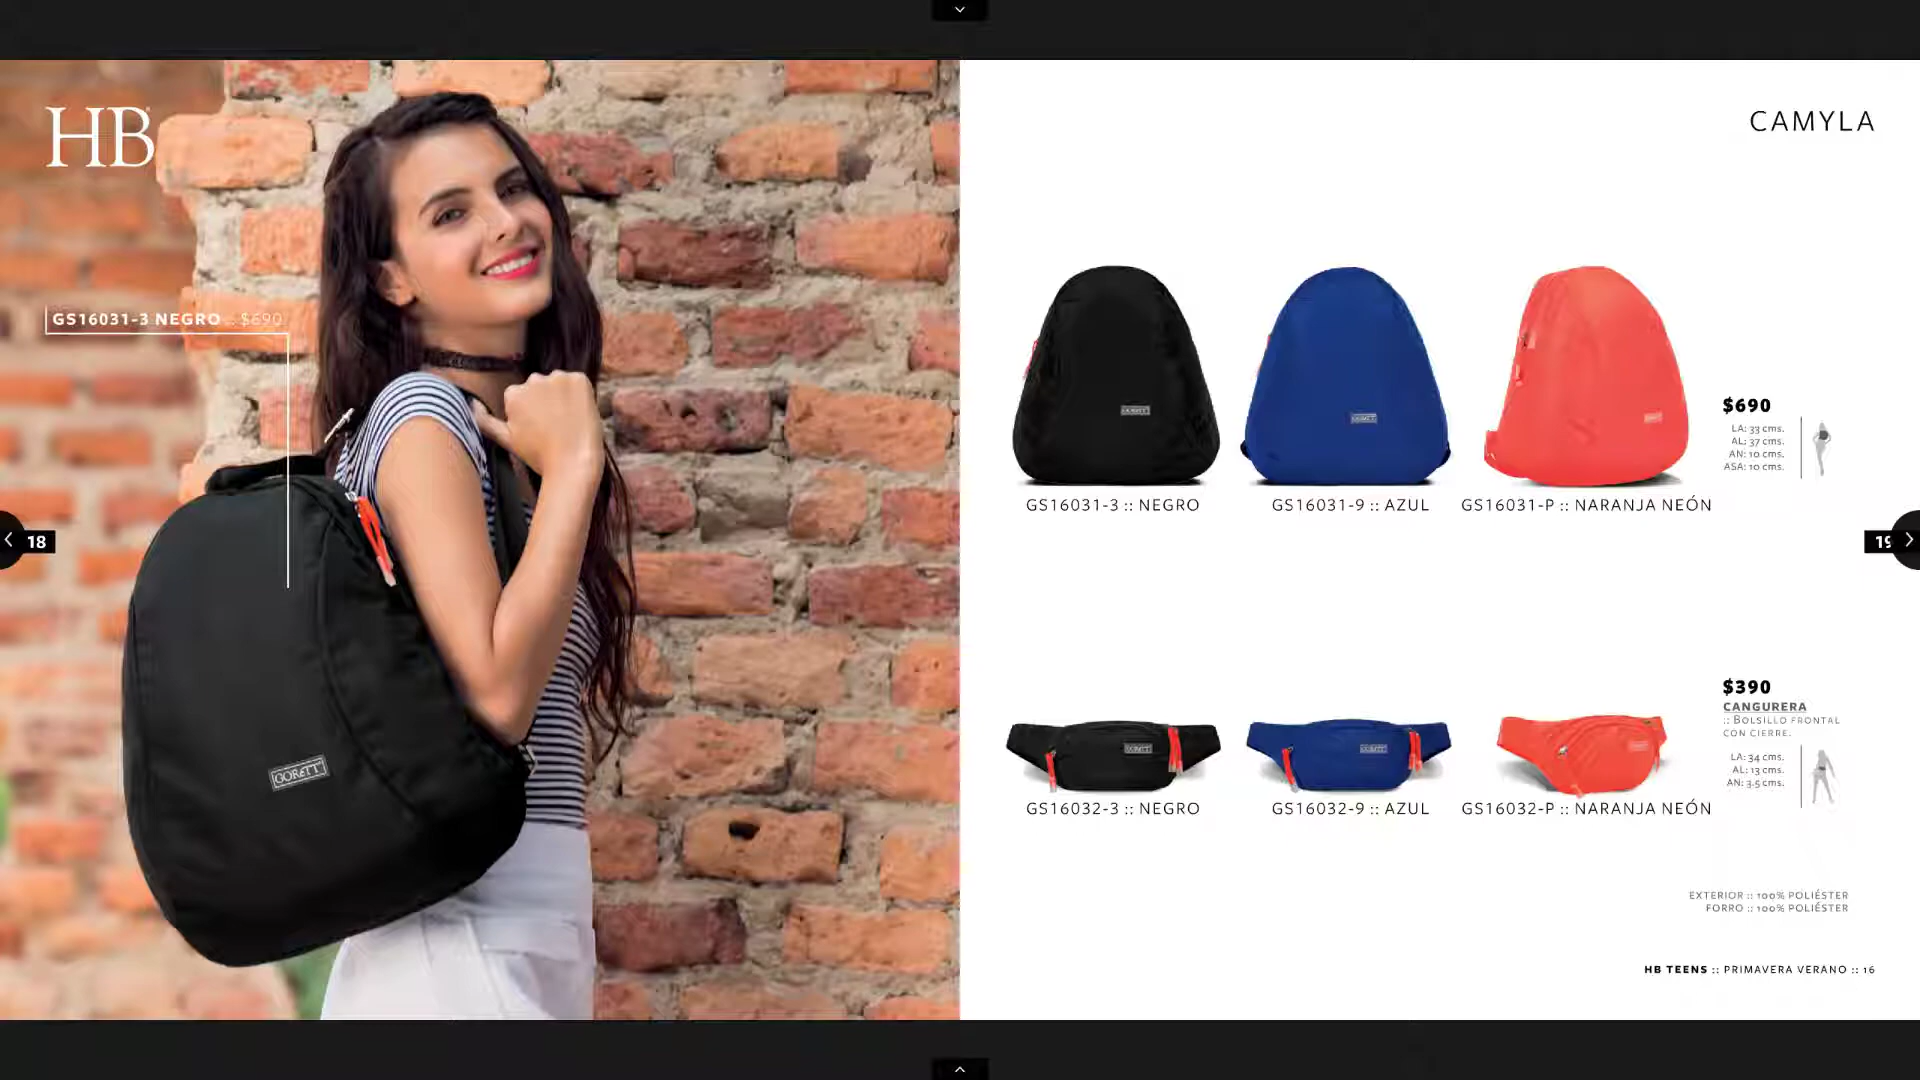 HB
GS16031-3 NEGRO :: $690
GORETT
18
CAMYLA
$690
LA: 33 cms.
AL: 37 cms.
AN: 10 cms.
ASA: 10 cms.
GS16031-3 :: NEGRO
GS16031-9 :: AZUL
GS16031-P :: NARANJA NEÓN
19
$390
CANGURERA
:: BOLSILLO FRONTAL
CON CIERRE.
LA: 34 cms.
AL: 13 cms.
AN: 3.5 cms.
GS16032-3 :: NEGRO
GS16032-9 :: AZUL
GS16032-P :: NARANJA NEÓN
EXTERIOR :: 100% POLIÉSTER
FORRO :: 100% POLIÉSTER
HB TEENS :: PRIMAVERA VERANO :: 16